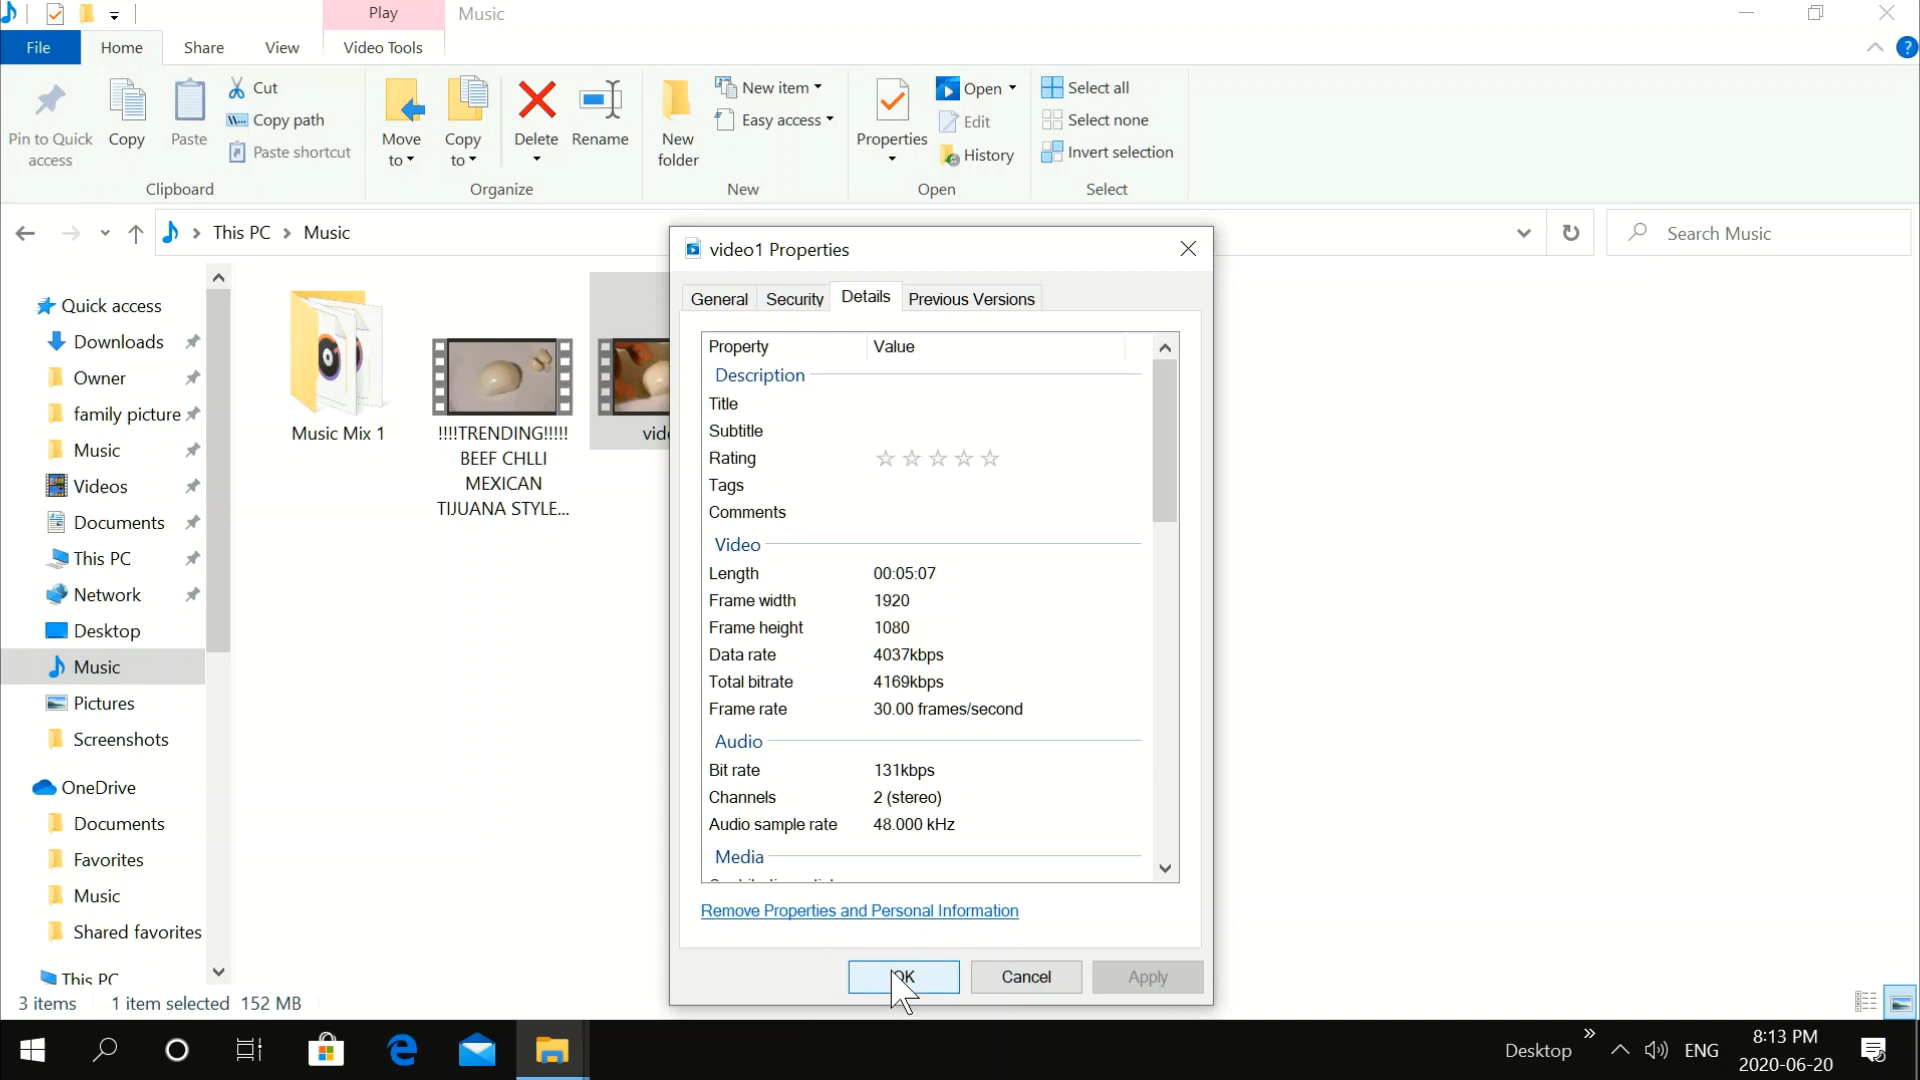 Play
Music
File
Home
Share
View
Video Tools
Pin to Quick
access
Copy
Paste
Cut
Copy path
Paste shortcut
Clipboard
Move
to
Copy
to
Delete
Rename
Organize
New
folder
New item
Easy access
New
Properties
Open
Edit
History
Open
Select all
Select none
Invert selection
Select
This PC
Music
Search Music
Quick access
Downloads
Owner
family picture
Music
Videos
Documents
This PC
Network
Desktop
Music
Pictures
Screenshots
OneDrive
Documents
Favorites
Music
Shared favorites
This PC
Music Mix 1
!!!!TRENDING!!!!!
BEEF CHLLI
MEXICAN
TIJUANA STYLE...
video1 Properties
General
Security
Details
Previous Versions
Property Value
Description
Title
Subtitle
Rating
Tags
Comments
Video
Length 00:05:07
Frame width 1920
Frame height 1080
Data rate 4037kbps
Total bitrate 4169kbps
Frame rate 30.00 frames/second
Audio
Bit rate 131kbps
Channels 2 (stereo)
Audio sample rate 48.000 kHz
Media
Remove Properties and Personal Information
OK
Cancel
Apply
3 items 1 item selected 152 MB
Desktop
ENG
8:13 PM
2020-06-20